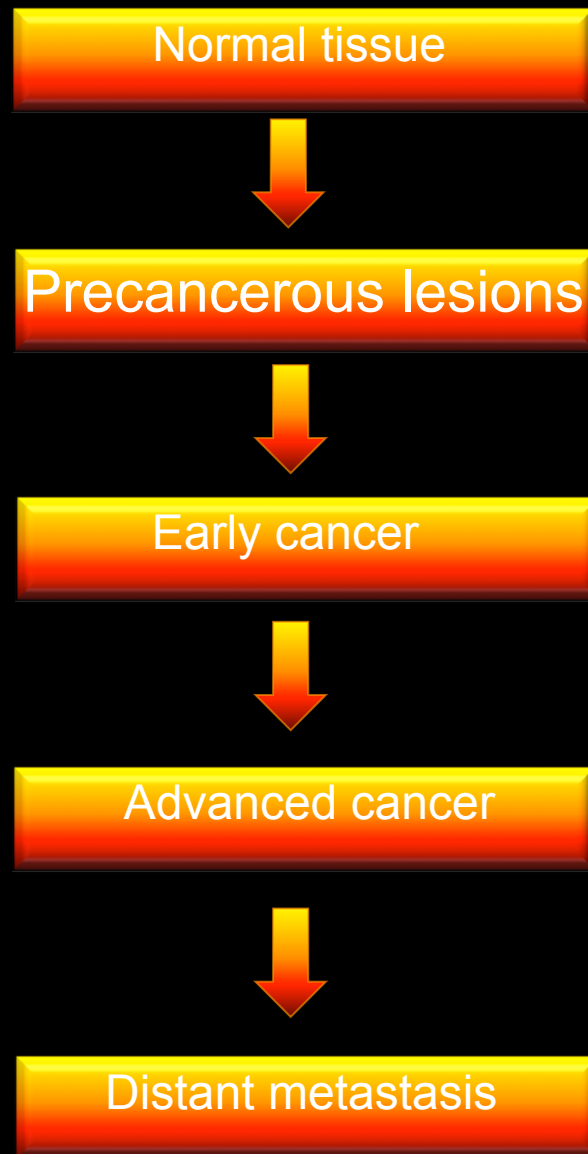 Normal tissue
Precancerous lesions
Early cancer
Advanced cancer
Distant metastasis